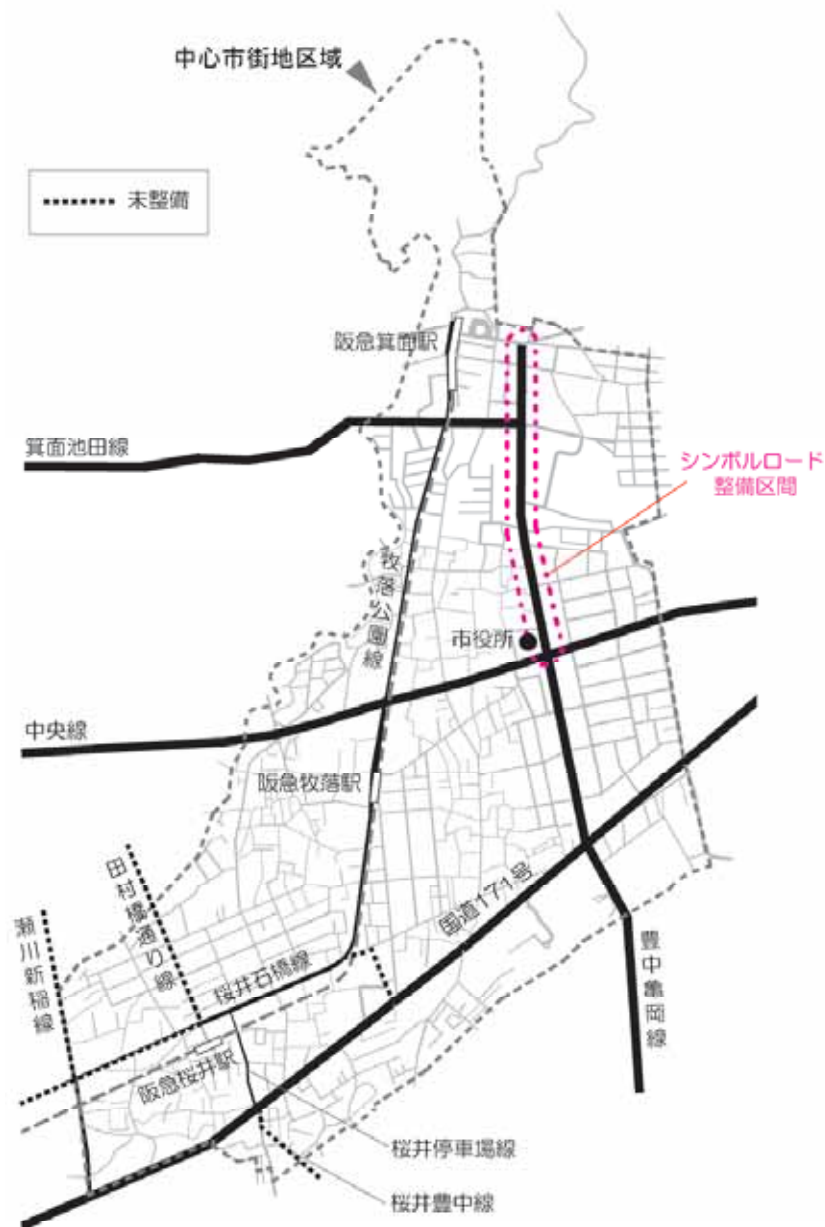 中心市街地区域
未整備
阪急箕面駅
箕面池田線
シンボルロード
整備区間
牧落公園線
市役所
中央線
阪急牧落駅
田村橋通り線
国道171号
瀬川新稲線
桜井石橋線
豊中亀岡線
阪急桜井駅
桜井停車場線
桜井豊中線